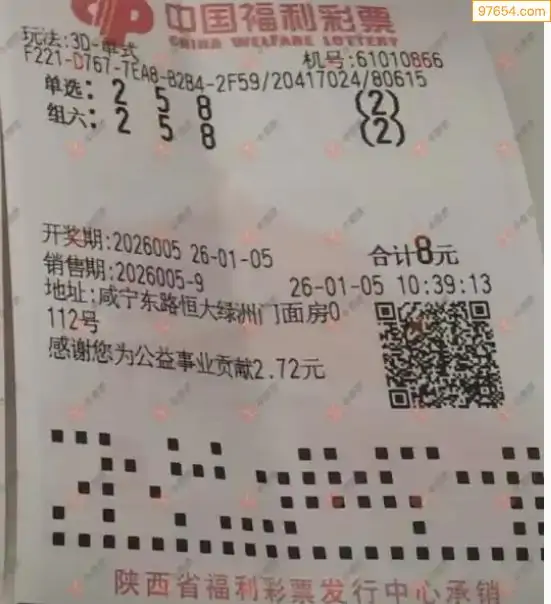 97654.com
中国福利彩票
CHINA WELFARE LOTTERY
玩法:3D-单式 机号:61010866
F221-D767-7EA8-B2B4-2F59/20417024/80615
单选: 2 5 8 (2)
组六: 2 5 8 (2)
开奖期:2026005 26-01-05 合计8元
销售期:2026005-9 26-01-05 10:39:13
地址:咸宁东路恒大绿洲门面房0
112号
感谢您为公益事业贡献2.72元
陕西省福利彩票发行中心承销